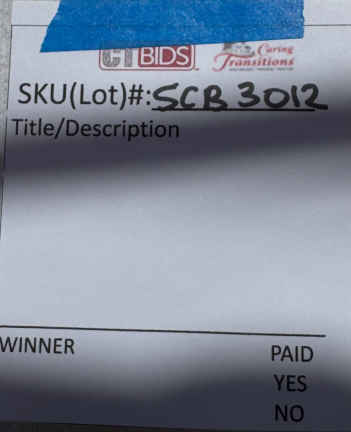 CTBIDS Caring Transitions
SKU(Lot)#: SCB 3012
Title/Description
WINNER PAID
YES
NO